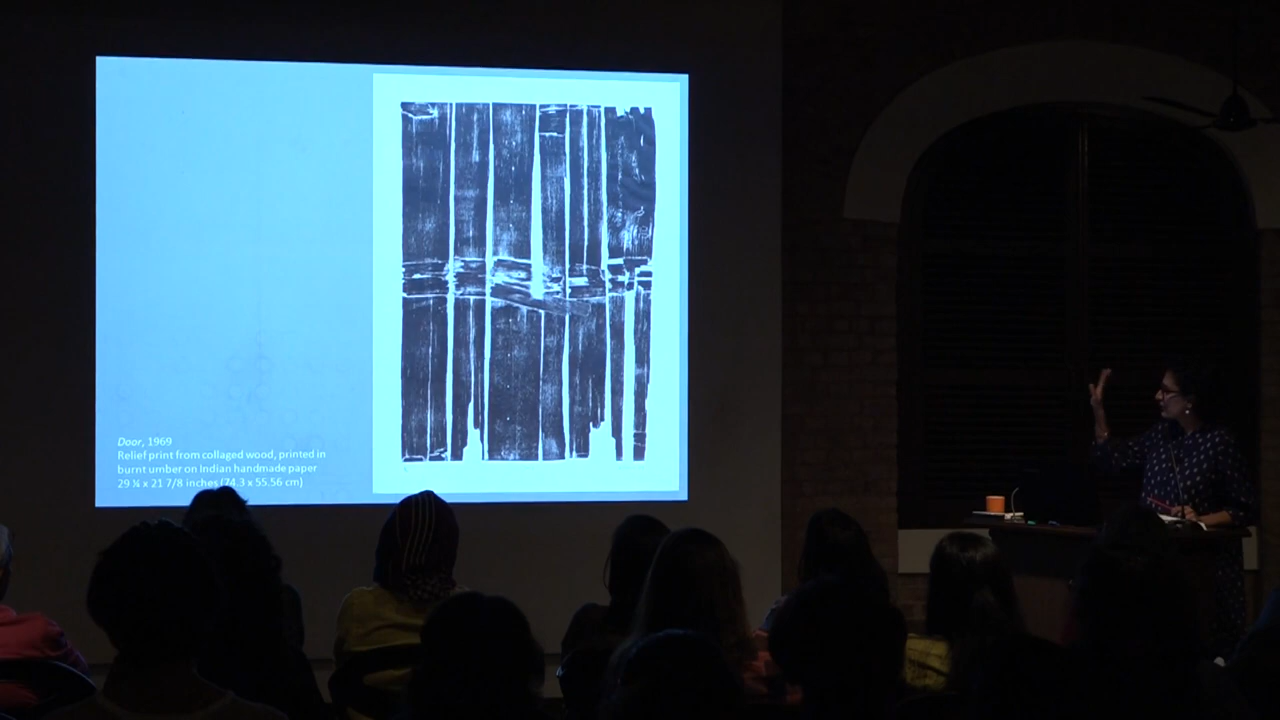 Door, 1969
Relief print from collaged wood, printed in
burnt umber on Indian handmade paper
29 ¼ x 21 7/8 inches (74.3 x 55.56 cm)